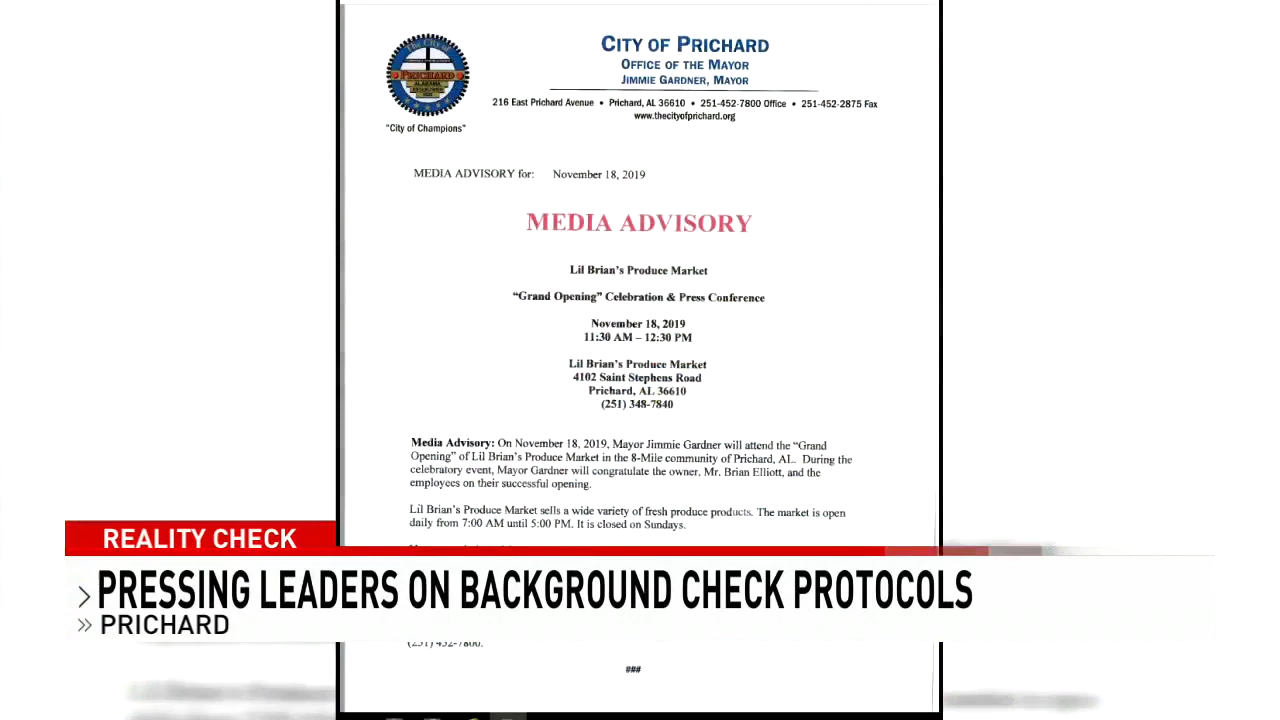 The City of
PRICHARD
ALABAMA
"City of Champions"
CITY OF PRICHARD
OFFICE OF THE MAYOR
JIMMIE GARDNER, MAYOR
216 East Prichard Avenue • Prichard, AL 36610 • 251-452-7800 Office • 251-452-2875 Fax
www.thecityofprichard.org
MEDIA ADVISORY for: November 18, 2019
MEDIA ADVISORY
Lil Brian's Produce Market
“Grand Opening” Celebration & Press Conference
November 18, 2019
11:30 AM – 12:30 PM
Lil Brian's Produce Market
4102 Saint Stephens Road
Prichard, AL 36610
(251) 348-7840
Media Advisory: On November 18, 2019, Mayor Jimmie Gardner will attend the “Grand
Opening” of Lil Brian's Produce Market in the 8-Mile community of Prichard, AL. During the
celebratory event, Mayor Gardner will congratulate the owner, Mr. Brian Elliott, and the
employees on their successful opening.
Lil Brian's Produce Market sells a wide variety of fresh produce products. The market is open
daily from 7:00 AM until 5:00 PM. It is closed on Sundays.
REALITY CHECK
PRESSING LEADERS ON BACKGROUND CHECK PROTOCOLS
PRICHARD
(251) 452-7800.
###